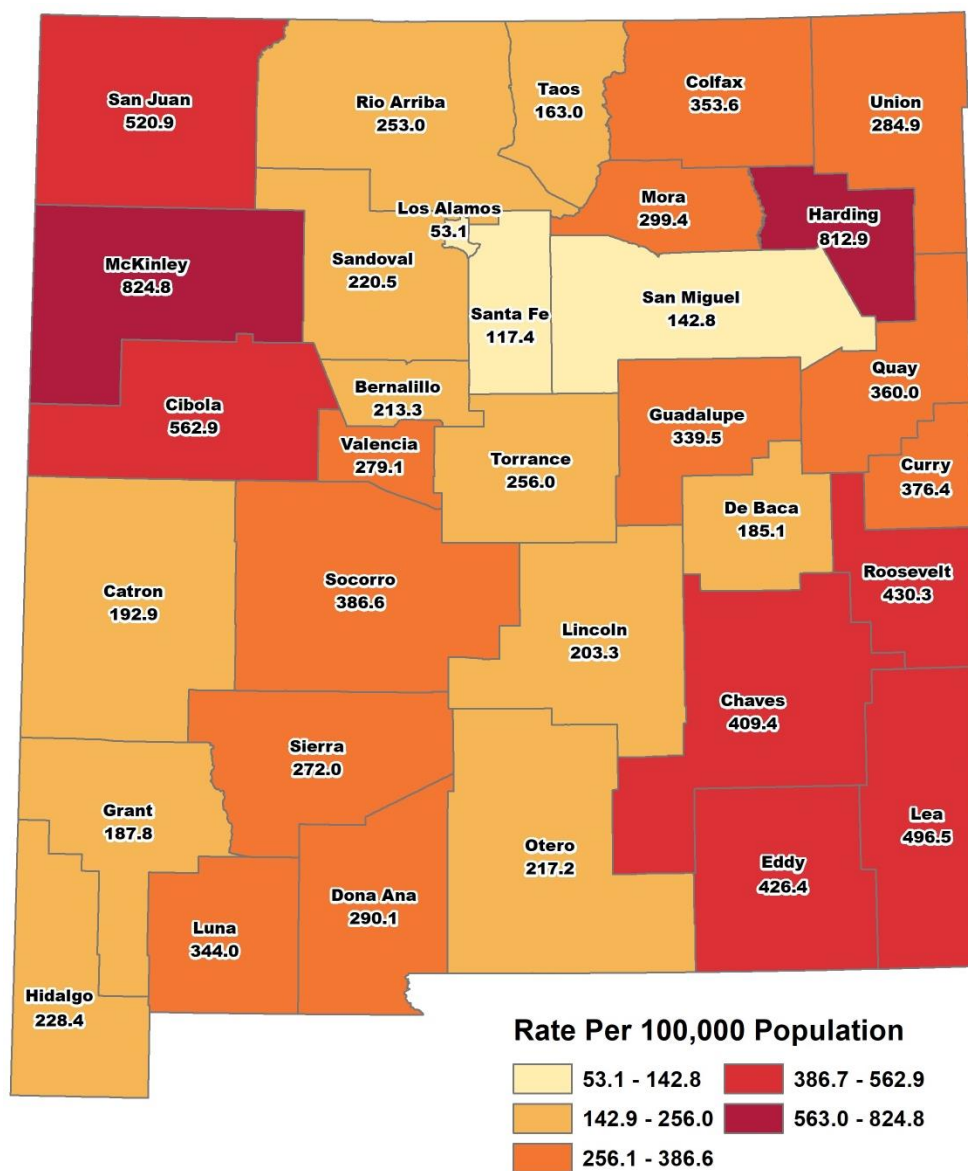 San Juan
520.9
Rio Arriba
253.0
Taos
163.0
Colfax
353.6
Union
284.9
Los Alamos
53.1
Mora
299.4
Harding
812.9
McKinley
824.8
Sandoval
220.5
Santa Fe
117.4
San Miguel
142.8
Quay
360.0
Cibola
562.9
Bernalillo
213.3
Valencia
279.1
Torrance
256.0
Guadalupe
339.5
Curry
376.4
De Baca
185.1
Roosevelt
430.3
Catron
192.9
Socorro
386.6
Lincoln
203.3
Chaves
409.4
Sierra
272.0
Grant
187.8
Lea
496.5
Otero
217.2
Eddy
426.4
Dona Ana
290.1
Luna
344.0
Hidalgo
228.4
Rate Per 100,000 Population
53.1 - 142.8
142.9 - 256.0
256.1 - 386.6
386.7 - 562.9
563.0 - 824.8